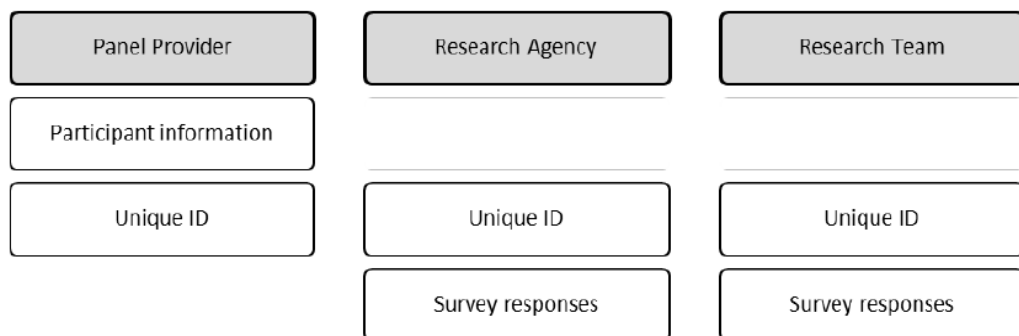 Panel Provider
Research Agency
Research Team
Participant information
Unique ID
Unique ID
Unique ID
Survey responses
Survey responses